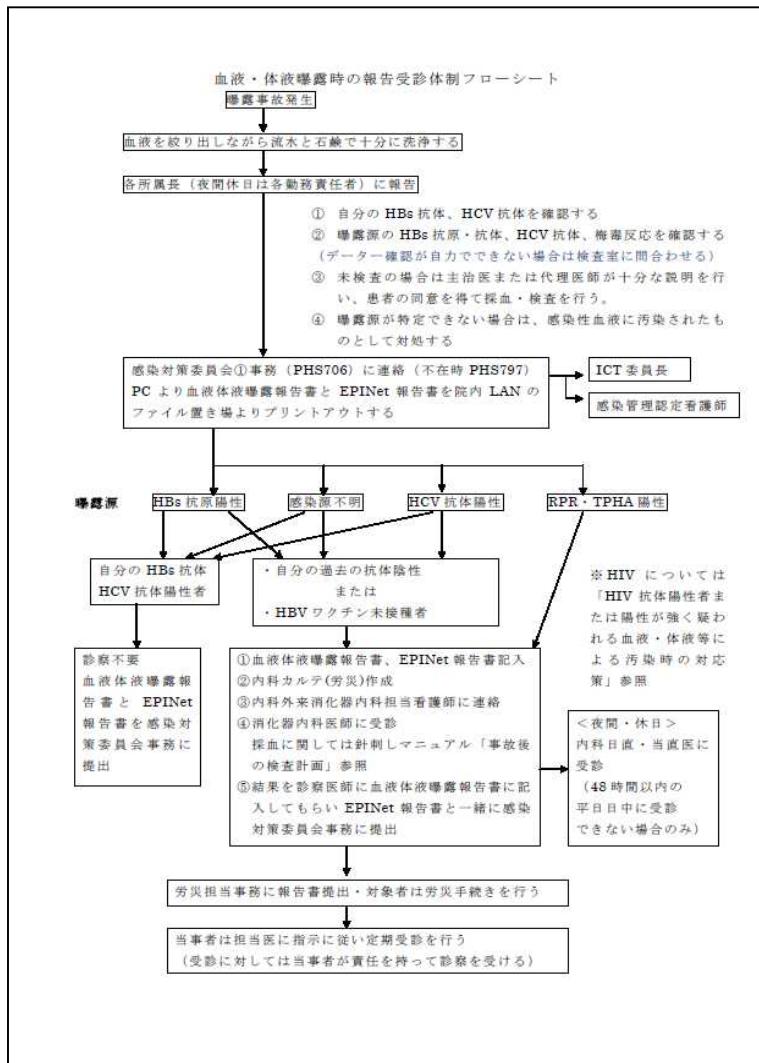 血液・体液曝露時の報告受診体制フローシート
曝露事故発生
血液を絞り出しながら流水と石鹸で十分に洗浄する
各所属長（夜間休日は各勤務責任者）に報告
① 自分の HBs 抗体、HCV 抗体を確認する
② 曝露源の HBs 抗原・抗体、HCV 抗体、梅毒反応を確認する
（データー確認が自力でできない場合は検査室に問合わせる）
③ 未検査の場合は主治医または代理医師が十分な説明を行
い、患者の同意を得て採血・検査を行う。
④ 曝露源が特定できない場合は、感染性血液に汚染されたも
のとして対処する
感染対策委員会①事務（PHS706）に連絡（不在時 PHS797）
PC より血液体液曝露報告書と EPINet 報告書を院内 LAN の
ファイル置き場よりプリントアウトする
ICT 委員長
感染管理認定看護師
曝露源
HBs 抗原陽性
感染源不明
HCV 抗体陽性
RPR・TPHA 陽性
自分の HBs 抗体
HCV 抗体陽性者
・自分の過去の抗体陰性
または
・HBV ワクチン未接種者
※HIV については
「HIV 抗体陽性者ま
たは陽性が強く疑わ
れる血液・体液等に
よる汚染時の対応
策」参照
診察不要
血液体液曝露報
告書と EPINet
報告書を感染対
策委員会事務に
提出
①血液体液曝露報告書、EPINet 報告書記入
②内科カルテ(労災）作成
③内科外来消化器内科担当看護師に連絡
④消化器内科医師に受診
採血に関しては針刺しマニュアル「事故後
の検査計画」参照
⑤結果を診察医師に血液体液曝露報告書に記
入してもらい EPINet 報告書と一緒に感染
対策委員会事務に提出
＜夜間・休日＞
内科日直・当直医に
受診
（48 時間以内の
平日日中に受診
できない場合のみ）
労災担当事務に報告書提出・対象者は労災手続きを行う
当事者は担当医に指示に従い定期受診を行う
（受診に対しては当事者が責任を持って診察を受ける）